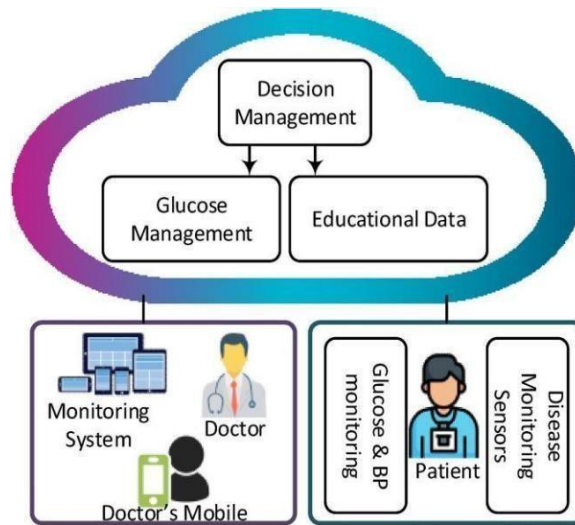 Decision
Management
Glucose
Management
Educational Data
Monitoring
System
Doctor
Doctor's Mobile
Glucose & BP
monitoring
Patient
Disease
Monitoring
Sensors